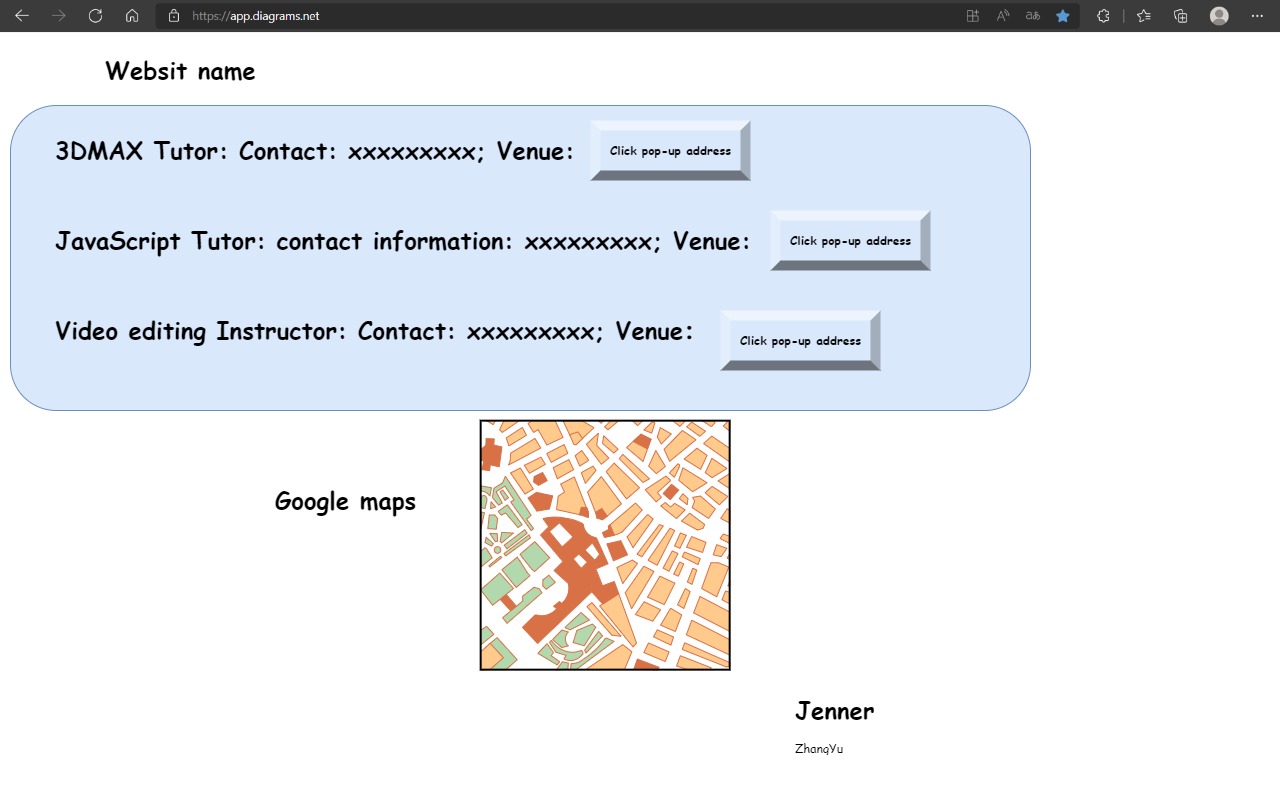 https://app.diagrams.net
Websit name
3DMAX Tutor: Contact: xxxxxxxxx; Venue:
Click pop-up address
JavaScript Tutor: contact information: xxxxxxxxx; Venue:
Click pop-up address
Video editing Instructor: Contact: xxxxxxxxx; Venue:
Click pop-up address
Google maps
Jenner
ZhangYu